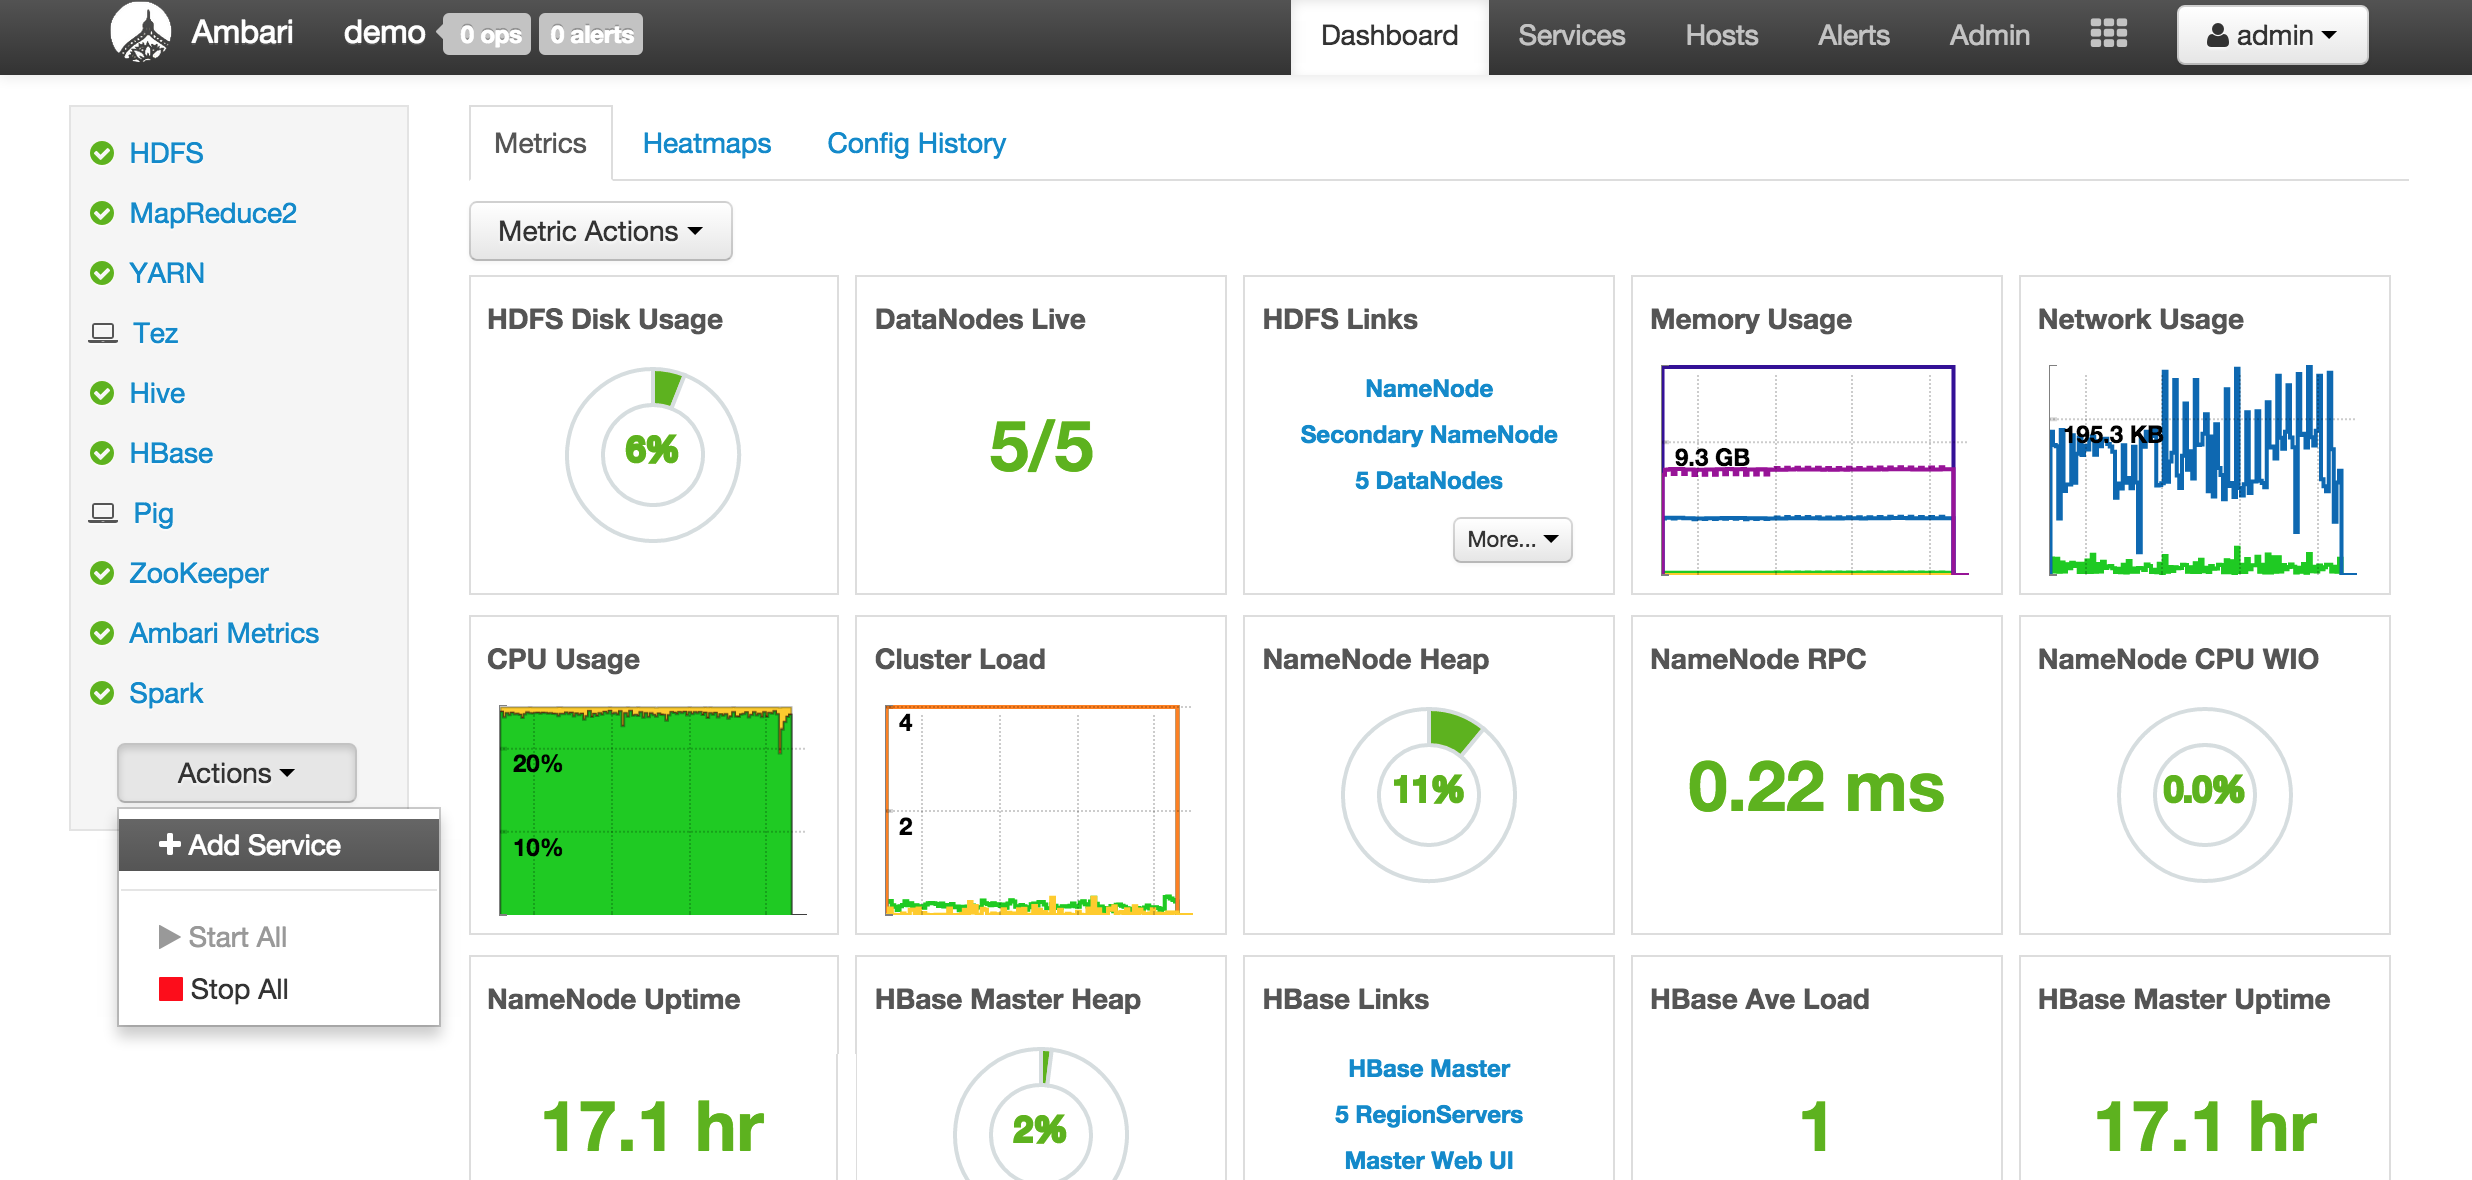 Ambari demo 0 ops 0 alerts Dashboard Services Hosts Alerts Admin admin
HDFS
MapReduce2
YARN
Tez
Hive
HBase
Pig
ZooKeeper
Ambari Metrics
Spark
Actions
Add Service
Start All
Stop All
Metrics Heatmaps Config History
Metric Actions
HDFS Disk Usage
6%
DataNodes Live
5/5
HDFS Links
NameNode
Secondary NameNode
5 DataNodes
More...
Memory Usage
9.3 GB
Network Usage
195.3 KB
CPU Usage
20%
10%
Cluster Load
4
2
NameNode Heap
11%
NameNode RPC
0.22 ms
NameNode CPU WIO
0.0%
NameNode Uptime
17.1 hr
HBase Master Heap
2%
HBase Links
HBase Master
5 RegionServers
Master Web UI
HBase Ave Load
1
HBase Master Uptime
17.1 hr